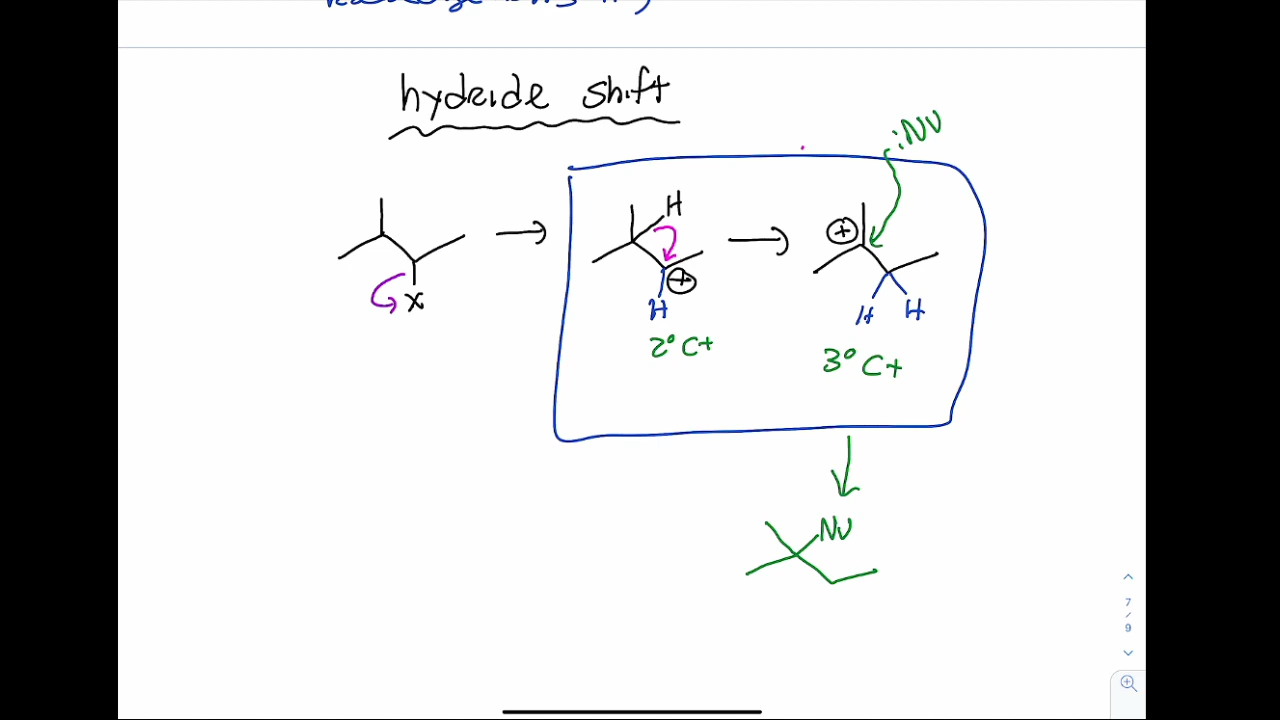 hydride shift
:NU
H
⊕
X
⊕
H
H H
2° C+
3° C+
NU
7
/
9